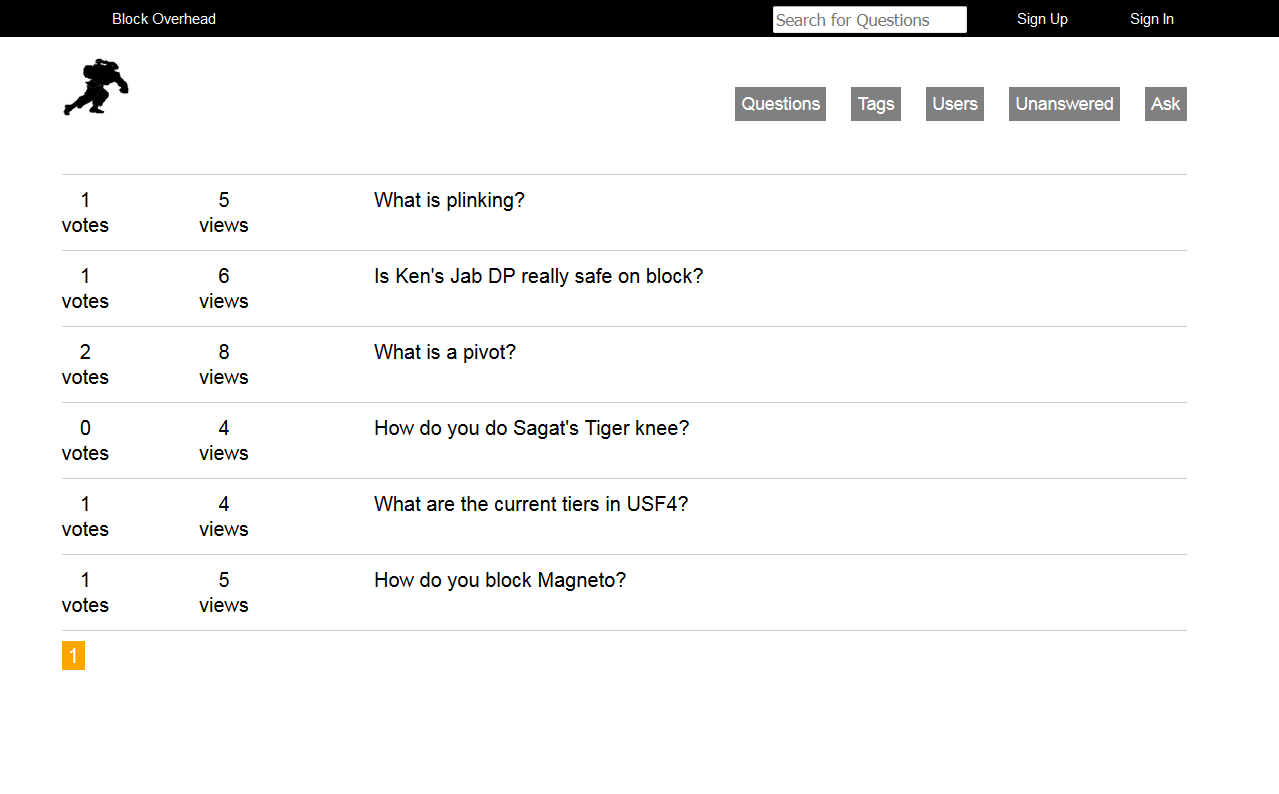 Block Overhead Search for Questions Sign Up Sign In
Questions Tags Users Unanswered Ask
1 5 What is plinking?
votes views
1 6 Is Ken's Jab DP really safe on block?
votes views
2 8 What is a pivot?
votes views
0 4 How do you do Sagat's Tiger knee?
votes views
1 4 What are the current tiers in USF4?
votes views
1 5 How do you block Magneto?
votes views
1